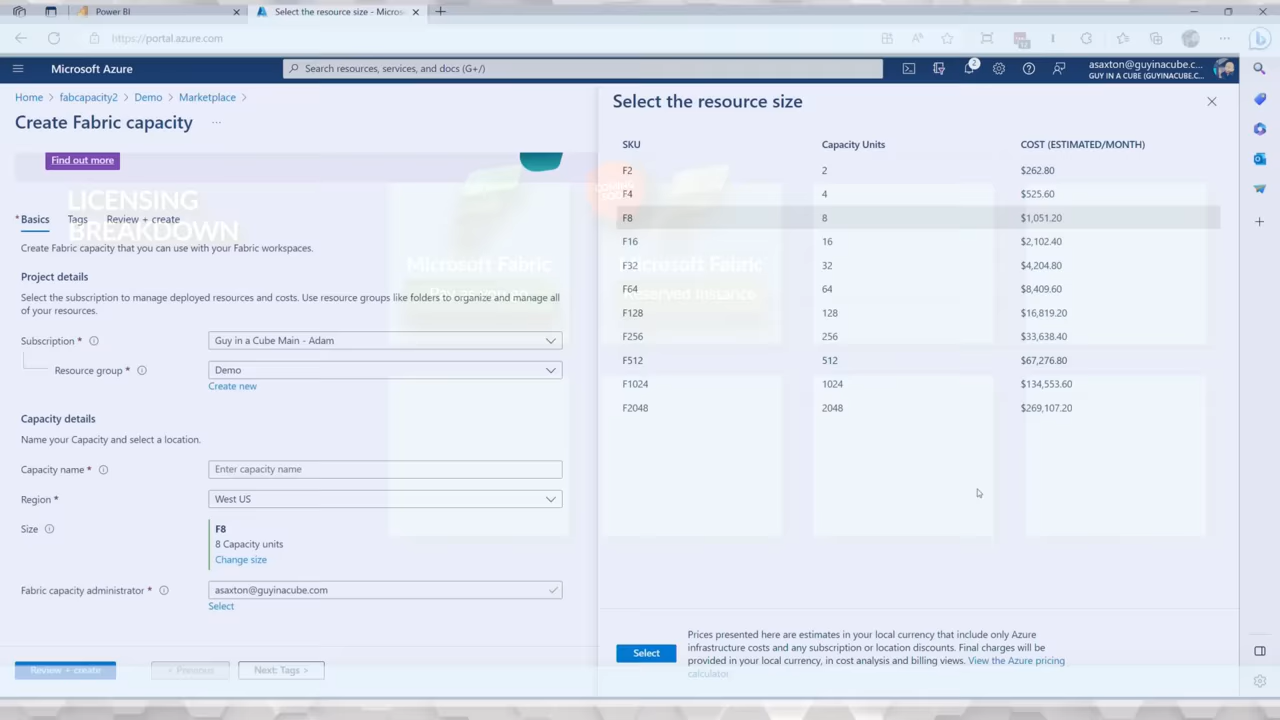 Power BI
Select the resource size - Micros
https://portal.azure.com
12
Microsoft Azure
Search resources, services, and docs (G+/)
2
asaxton@guyinacube.c...
GUY IN A CUBE (GUYINACUBE.C...
Home > fabcapacity2 > Demo > Marketplace >
Create Fabric capacity ...
Find out more
LICENSING
BREAKDOWN
* Basics Tags Review + create
Create Fabric capacity that you can use with your Fabric workspaces.
Project details
Select the subscription to manage deployed resources and costs. Use resource groups like folders to organize and manage all
of your resources.
Subscription *
Guy in a Cube Main - Adam
Resource group *
Demo
Create new
Capacity details
Name your Capacity and select a location.
Capacity name *
Enter capacity name
Region *
West US
Size
F8
8 Capacity units
Change size
Fabric capacity administrator *
asaxton@guyinacube.com
Select
Review + create
< Previous
Next: Tags >
Microsoft Fabric
Pay as you go
Microsoft Fabric
Reserved Instance
COMING
SOON
Select the resource size
SKU Capacity Units COST (ESTIMATED/MONTH)
F2 2 $262.80
F4 4 $525.60
F8 8 $1,051.20
F16 16 $2,102.40
F32 32 $4,204.80
F64 64 $8,409.60
F128 128 $16,819.20
F256 256 $33,638.40
F512 512 $67,276.80
F1024 1024 $134,553.60
F2048 2048 $269,107.20
Select
Prices presented here are estimates in your local currency that include only Azure
infrastructure costs and any subscription or location discounts. Final charges will be
provided in your local currency, in cost analysis and billing views. View the Azure pricing
calculator.